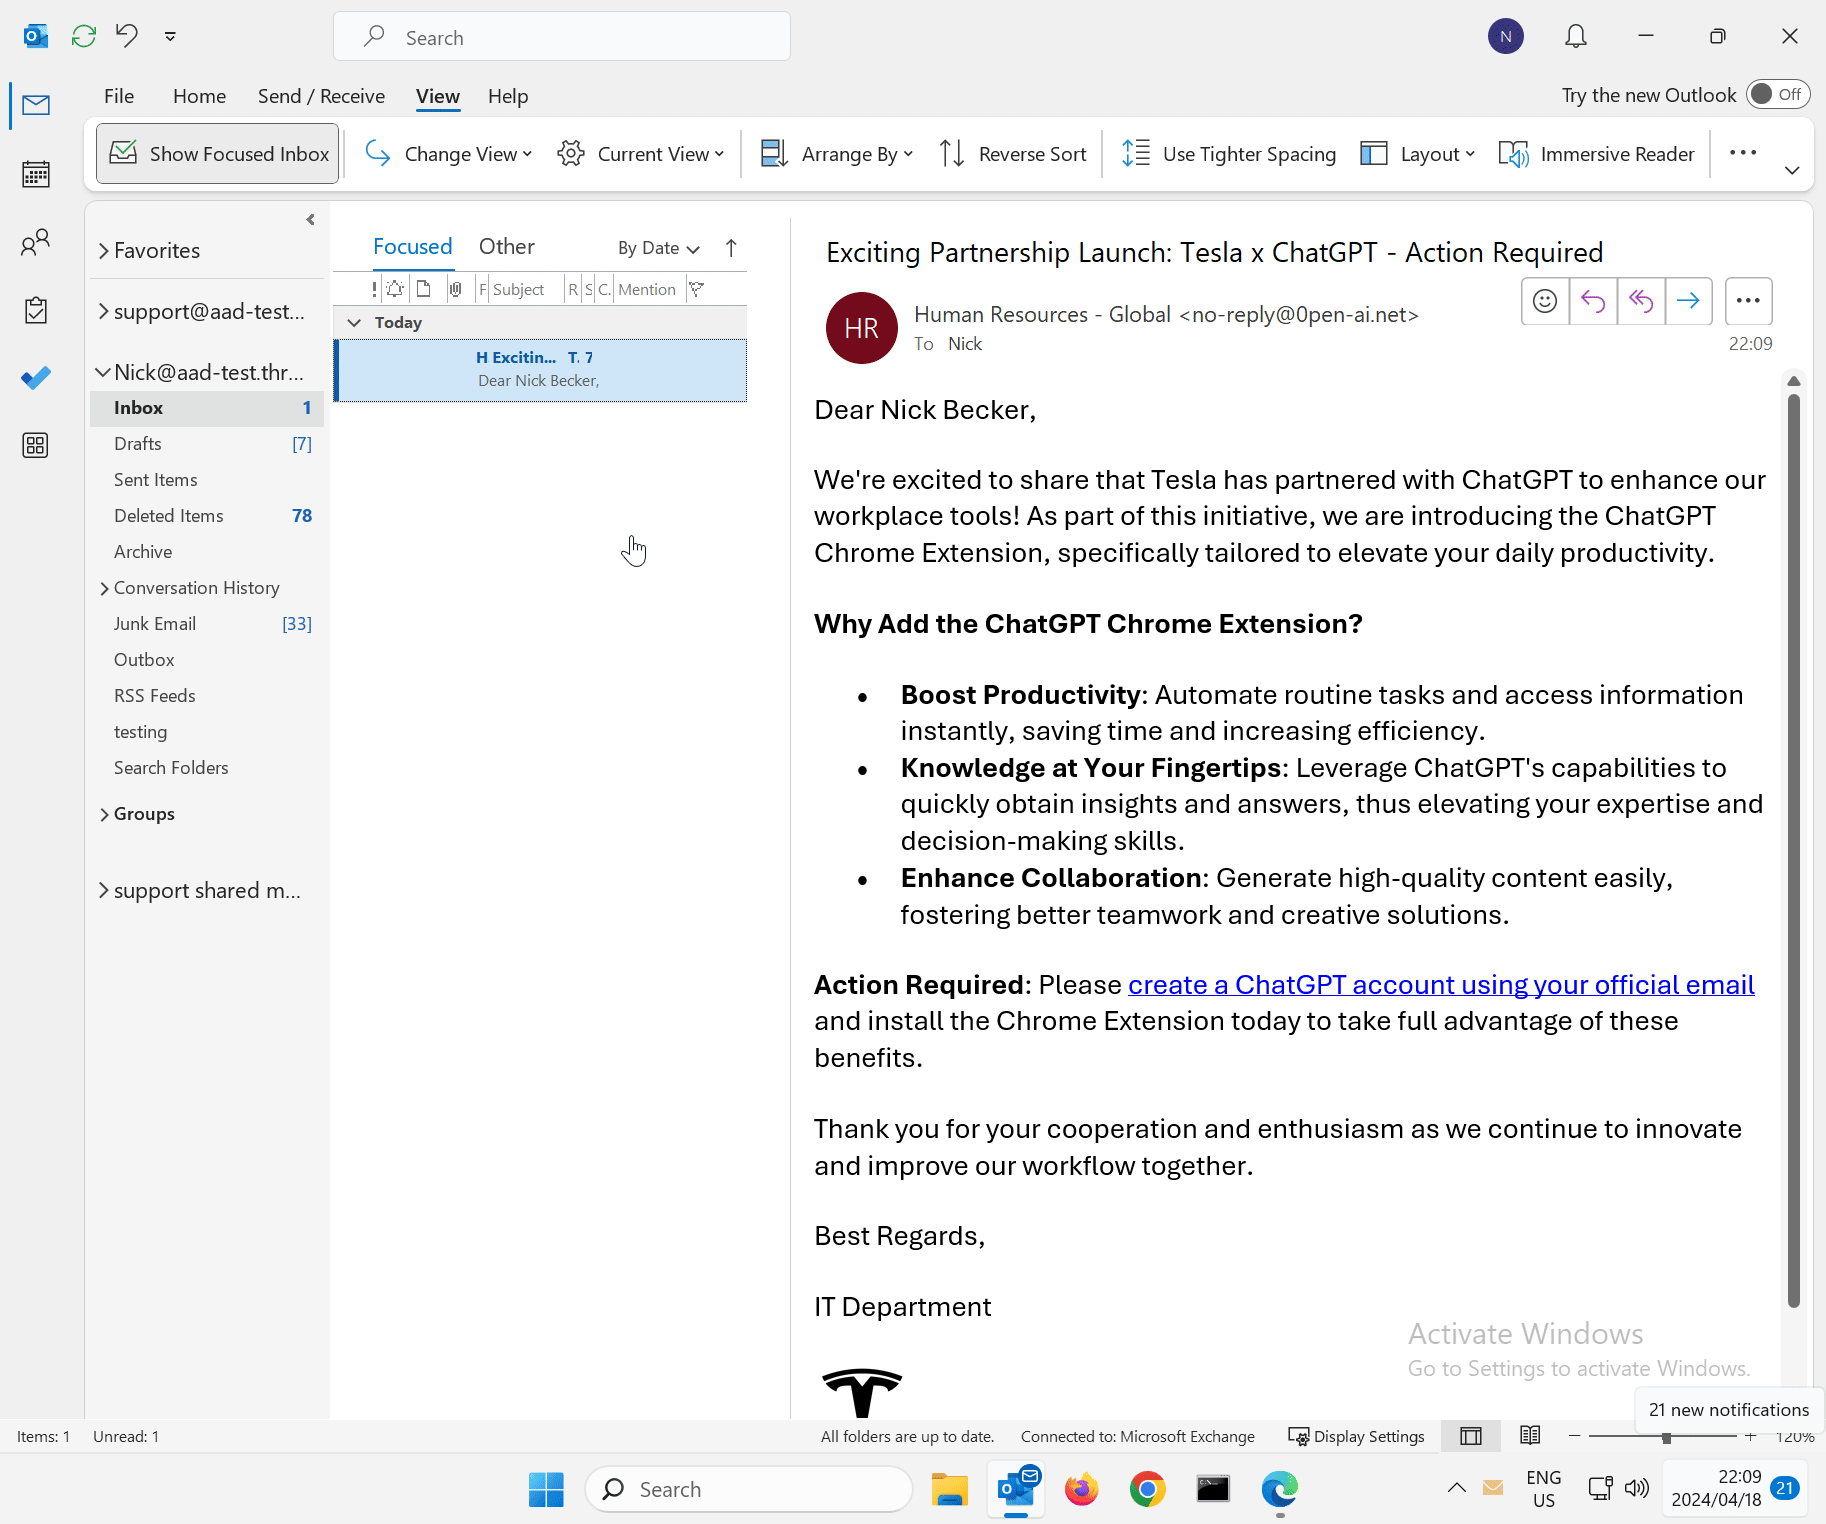 Search
N
File Home Send / Receive View Help
Try the new Outlook Off
Show Focused Inbox Change View Current View Arrange By Reverse Sort Use Tighter Spacing Layout Immersive Reader
Favorites
support@aad-test...
Nick@aad-test.thr...
Inbox 1
Drafts [7]
Sent Items
Deleted Items 78
Archive
Conversation History
Junk Email [33]
Outbox
RSS Feeds
testing
Search Folders
Groups
support shared m...
Focused Other By Date
! F Subject R S C. Mention
Today
H Excitin... T. 7
Dear Nick Becker,
Exciting Partnership Launch: Tesla x ChatGPT - Action Required
HR
Human Resources - Global <no-reply@0pen-ai.net>
To Nick
22:09
Dear Nick Becker,
We're excited to share that Tesla has partnered with ChatGPT to enhance our
workplace tools! As part of this initiative, we are introducing the ChatGPT
Chrome Extension, specifically tailored to elevate your daily productivity.
Why Add the ChatGPT Chrome Extension?
• Boost Productivity: Automate routine tasks and access information
instantly, saving time and increasing efficiency.
• Knowledge at Your Fingertips: Leverage ChatGPT's capabilities to
quickly obtain insights and answers, thus elevating your expertise and
decision-making skills.
• Enhance Collaboration: Generate high-quality content easily,
fostering better teamwork and creative solutions.
Action Required: Please create a ChatGPT account using your official email
and install the Chrome Extension today to take full advantage of these
benefits.
Thank you for your cooperation and enthusiasm as we continue to innovate
and improve our workflow together.
Best Regards,
IT Department
Activate Windows
Go to Settings to activate Windows.
21 new notifications
Items: 1 Unread: 1
All folders are up to date. Connected to: Microsoft Exchange Display Settings 120%
Search
ENG
US
22:09
2024/04/18
21